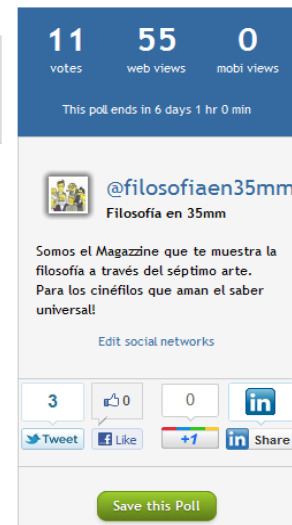 11 55 0
votes web views mobi views
This poll ends in 6 days 1 hr 0 min
@filosofiaen35mm
Filosofía en 35mm
Somos el Magazzine que te muestra la
filosofía a través del séptimo arte.
Para los cinéfilos que aman el saber
universal!
Edit social networks
3 0 0 in
Tweet f Like +1 in Share
Save this Poll